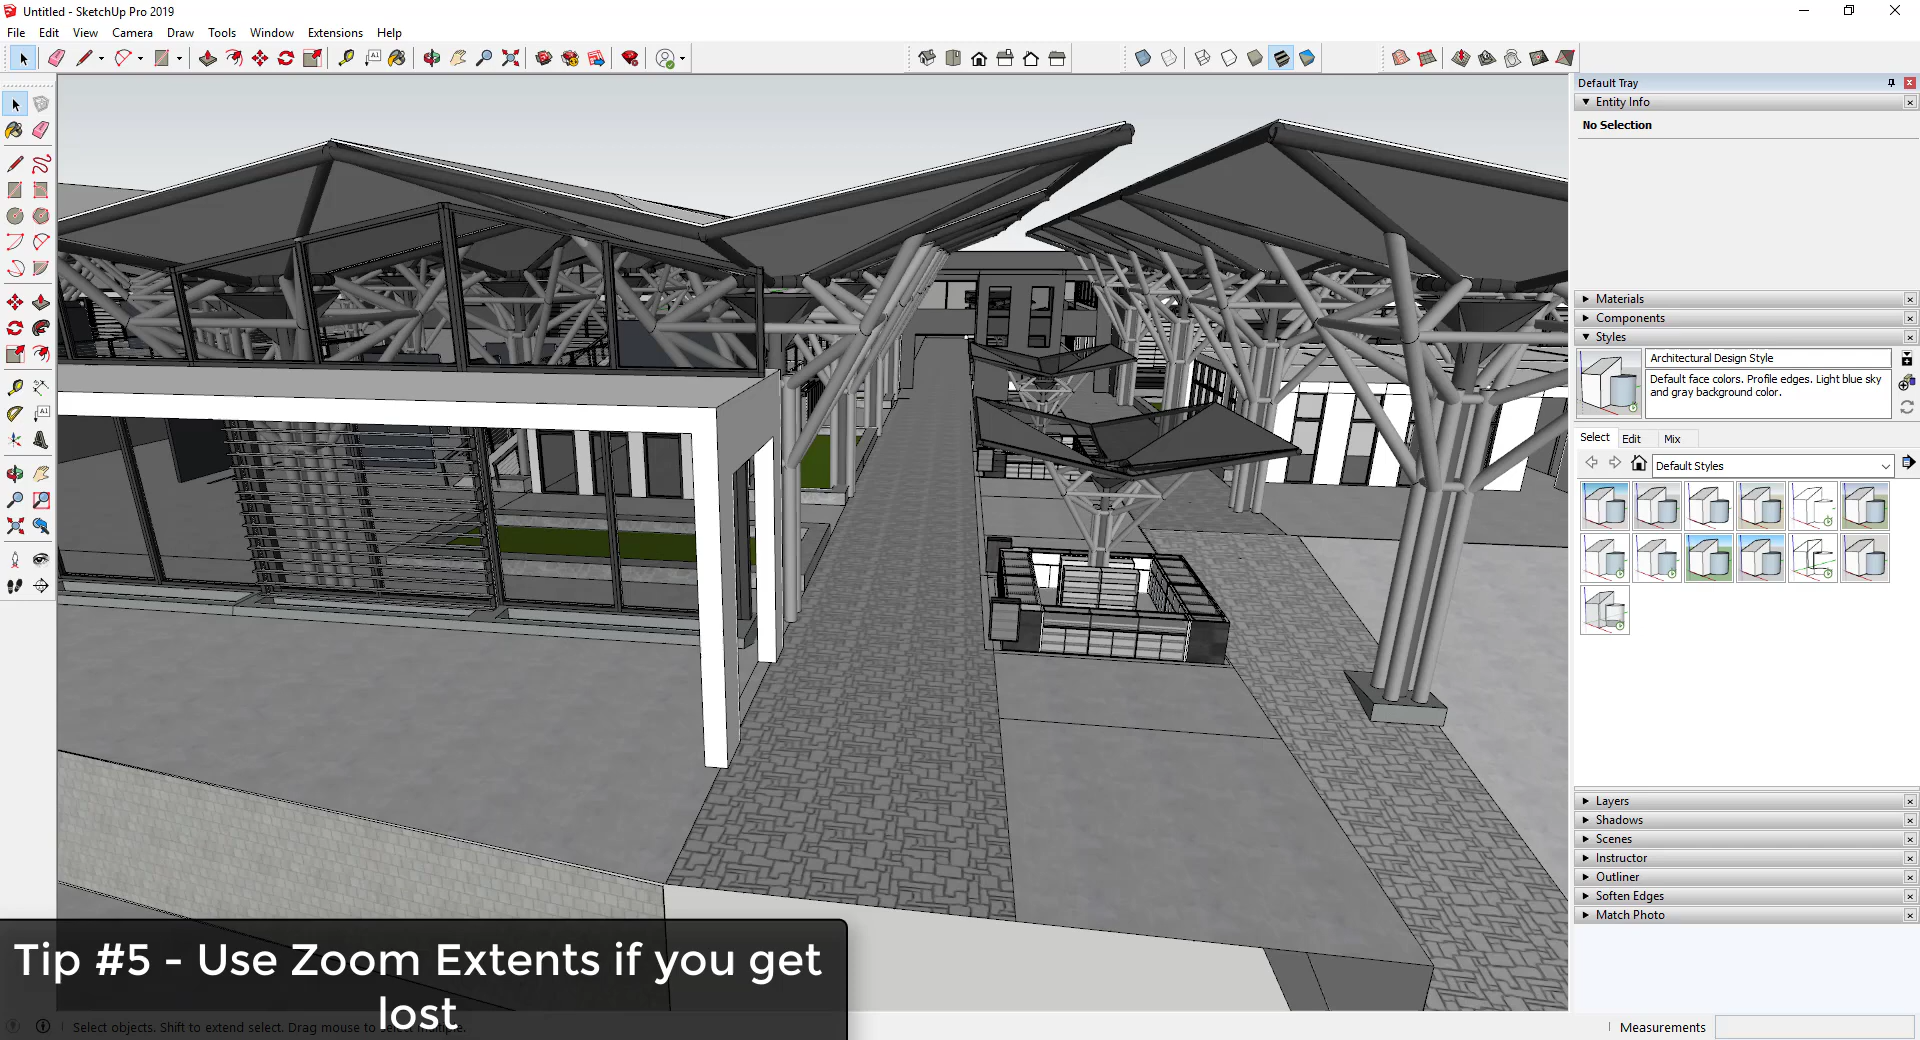 Untitled - SketchUp Pro 2019
File Edit View Camera Draw Tools Window Extensions Help
Default Tray
Entity Info
No Selection
Materials
Components
Styles
Architectural Design Style
Default face colors. Profile edges. Light blue sky
and gray background color.
Select Edit Mix
Default Styles
Layers
Shadows
Scenes
Instructor
Outliner
Soften Edges
Match Photo
Tip #5 - Use Zoom Extents if you get
lost
Select objects. Shift to extend select. Drag mouse to select multiple.
Measurements